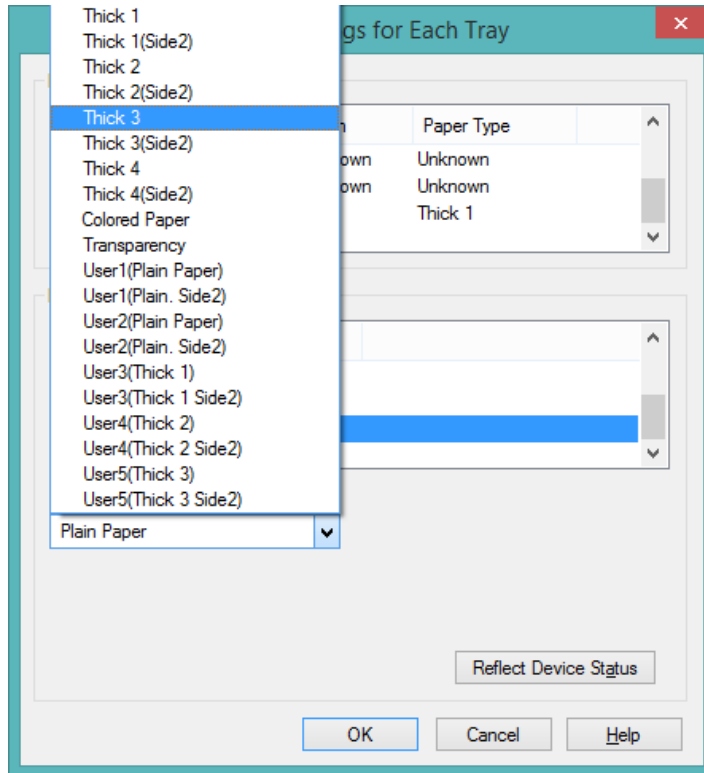 Thick 1
Thick 1(Side2)
Thick 2
Thick 2(Side2)
Thick 3
Thick 3(Side2)
Thick 4
Thick 4(Side2)
Colored Paper
Transparency
User1(Plain Paper)
User1(Plain. Side2)
User2(Plain Paper)
User2(Plain. Side2)
User3(Thick 1)
User3(Thick 1 Side2)
User4(Thick 2)
User4(Thick 2 Side2)
User5(Thick 3)
User5(Thick 3 Side2)
Plain Paper
gs for Each Tray
Paper Type
own Unknown
own Unknown
Thick 1
Reflect Device Status
OK Cancel Help